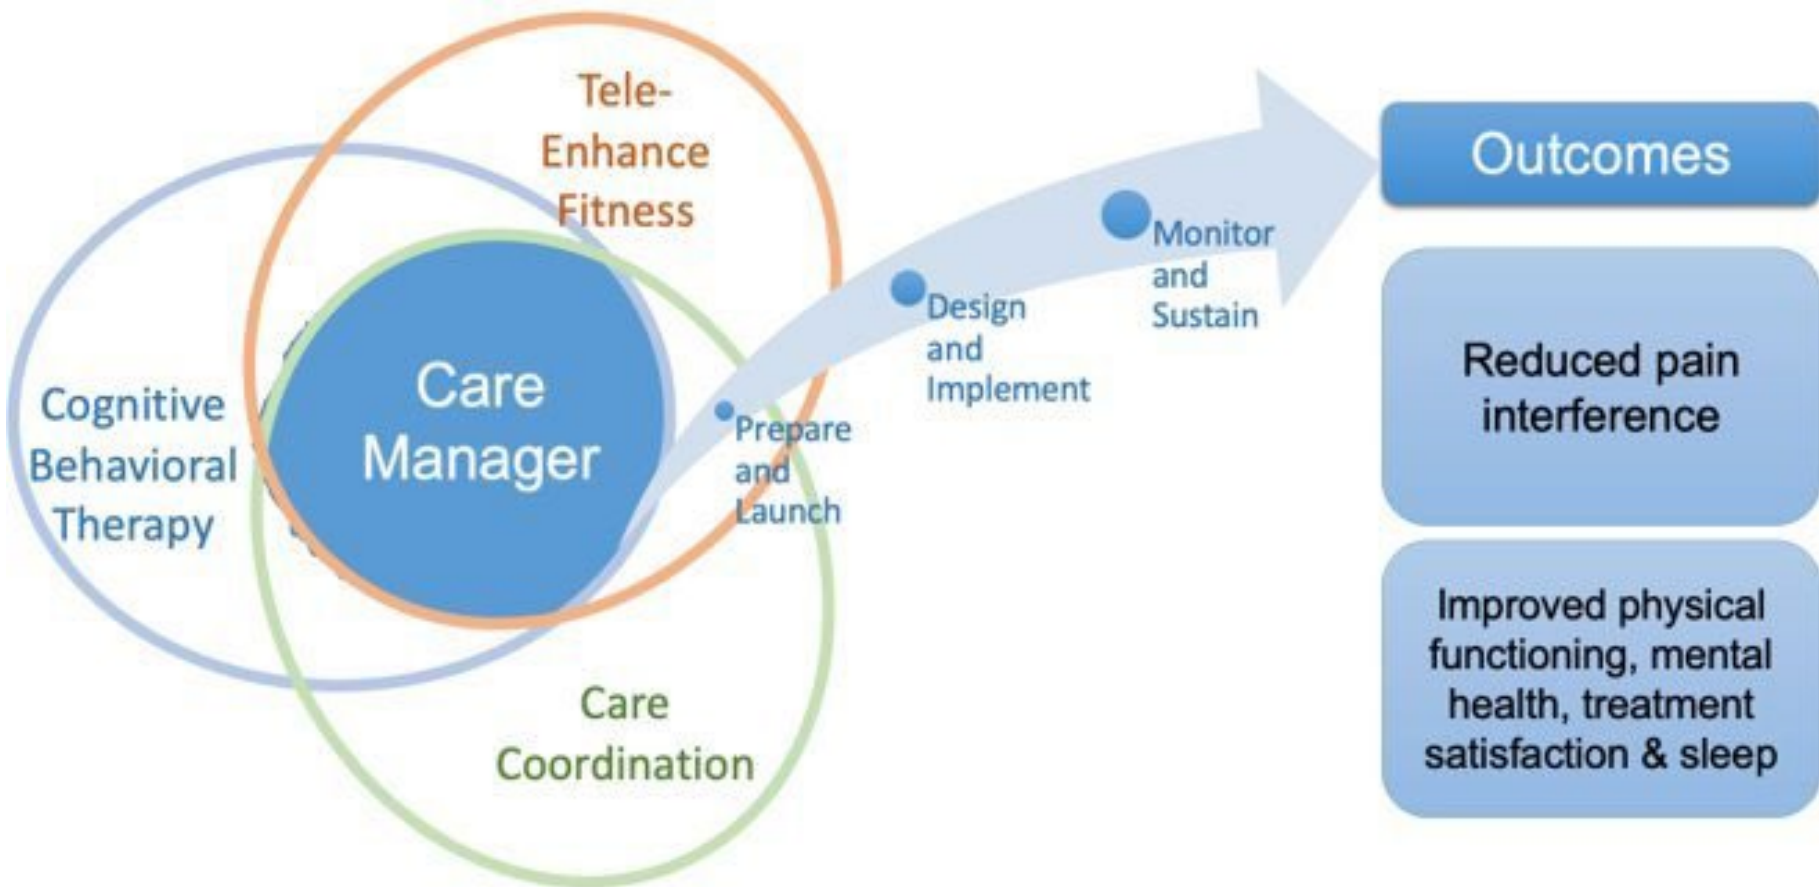 Tele-
Enhance
Fitness
Cognitive
Behavioral
Therapy
Care
Manager
Care
Coordination
Prepare
and
Launch
Design
and
Implement
Monitor
and
Sustain
Outcomes
Reduced pain
interference
Improved physical
functioning, mental
health, treatment
satisfaction & sleep